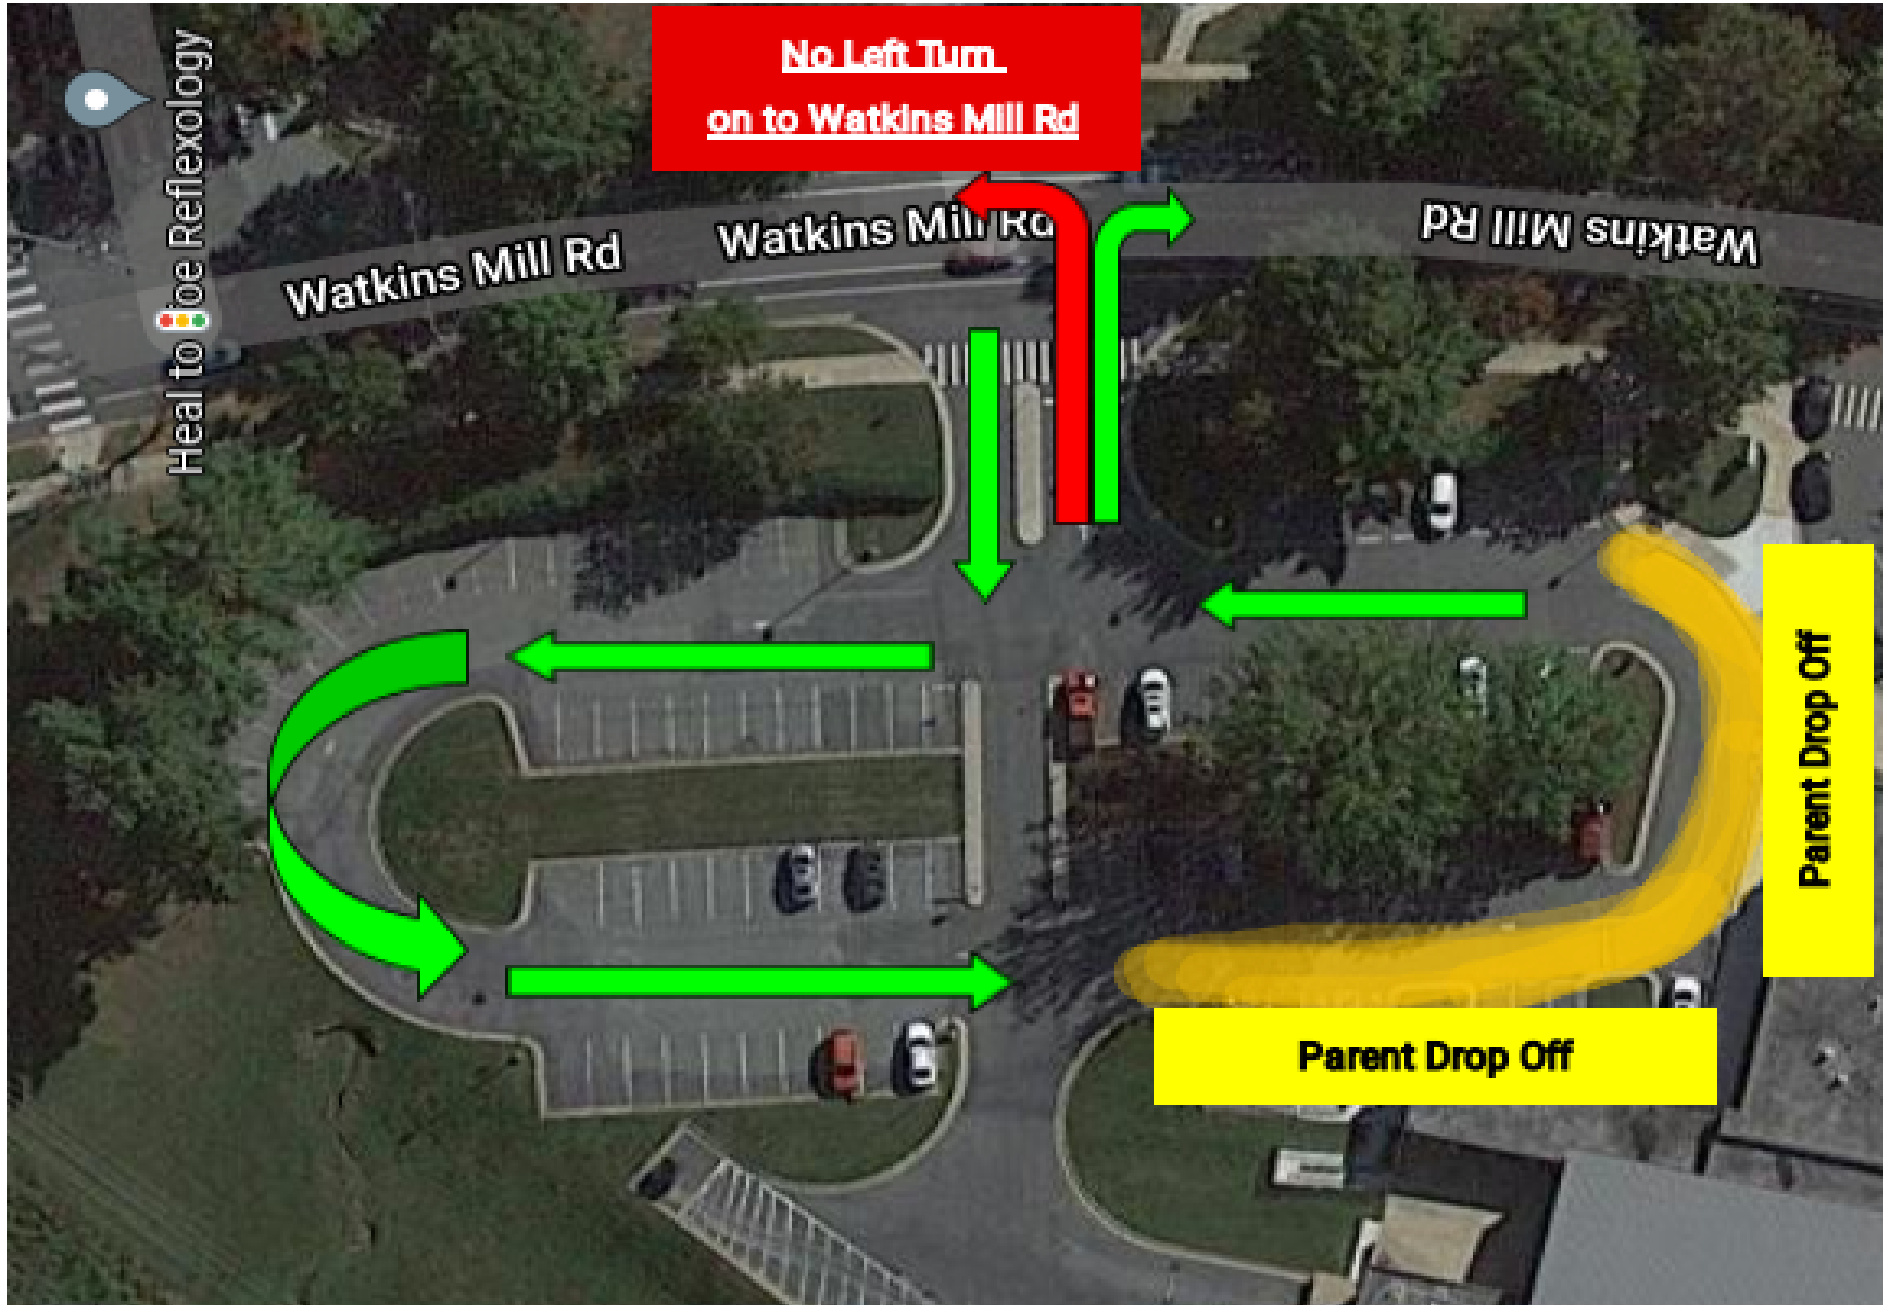 No Left Turn
on to Watkins Mill Rd
Heal to Toe Reflexology
Watkins Mill Rd
Watkins Mill Rd
Watkins Mill Rd
Parent Drop Off
Parent Drop Off